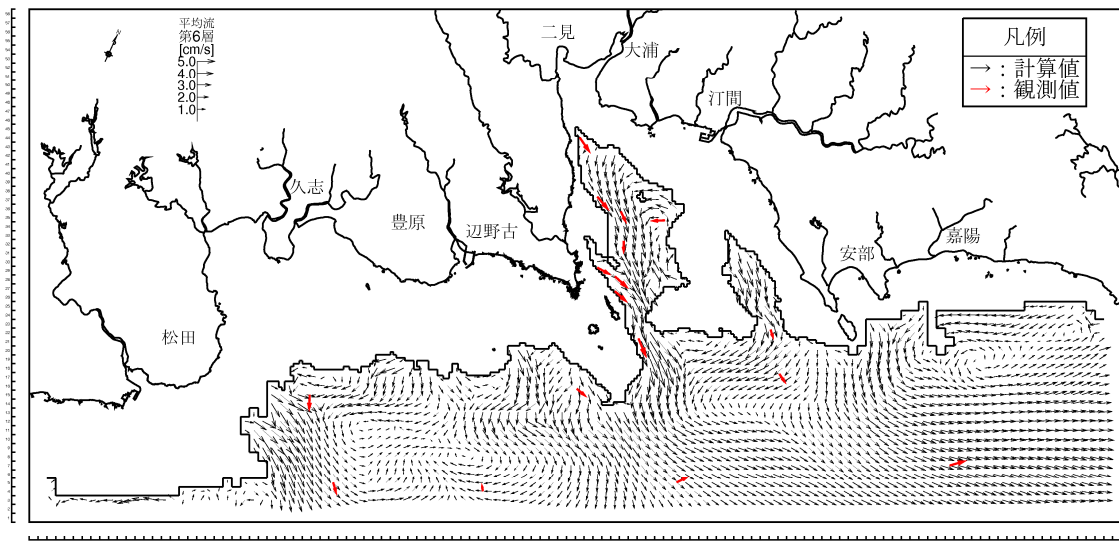 平均流
第6層
[cm/s]
5.0
4.0
3.0
2.0
1.0
凡例
→ : 計算値
→ : 観測値
二見
大浦
汀間
久志
豊原
辺野古
安部
嘉陽
松田